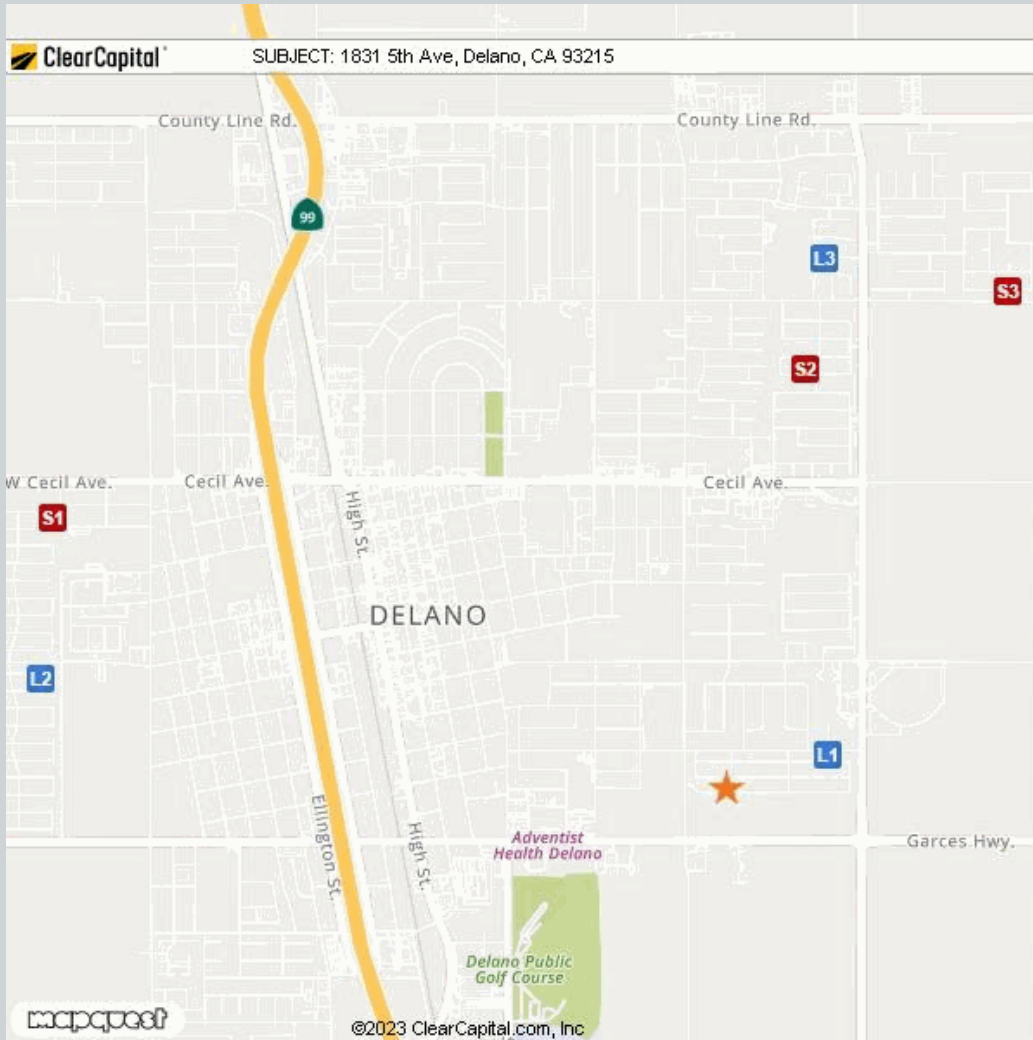 ClearCapital
SUBJECT: 1831 5th Ave, Delano, CA 93215
County Line Rd.
County Line Rd.
99
L3
S3
S2
W Cecil Ave.
Cecil Ave.
Cecil Ave.
S1
High St.
DELANO
L2
L1
Ellington St.
High St.
Adventist
Health Delano
Garces Hwy.
Delano Public
Golf Course
mapquest
©2023 ClearCapital.com, Inc